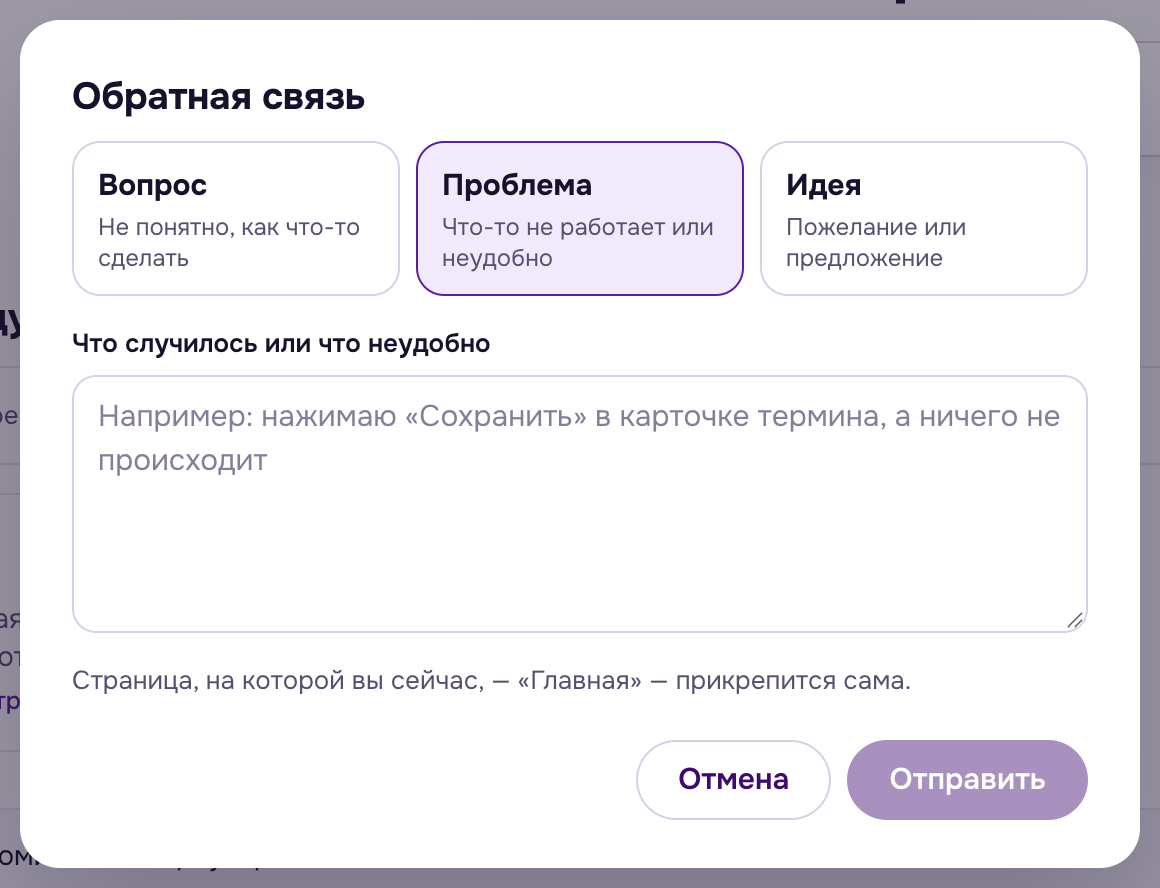 Обратная связь
Вопрос
Не понятно, как что-то
сделать
Проблема
Что-то не работает или
неудобно
Идея
Пожелание или
предложение
Что случилось или что неудобно
Например: нажимаю «Сохранить» в карточке термина, а ничего не
происходит
Страница, на которой вы сейчас, — «Главная» — прикрепится сама.
Отмена
Отправить